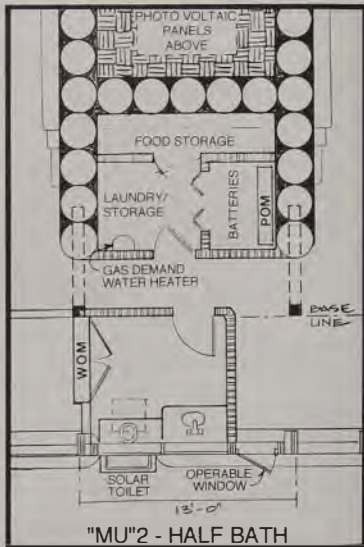 PHOTO VOLTAIC
PANELS
ABOVE
FOOD STORAGE
LAUNDRY/
STORAGE
BATTERIES
POM
GAS DEMAND
WATER HEATER
BASE
LINE
WOM
SOLAR
TOILET
OPERABLE
WINDOW
13'-0"
"MU"2 - HALF BATH